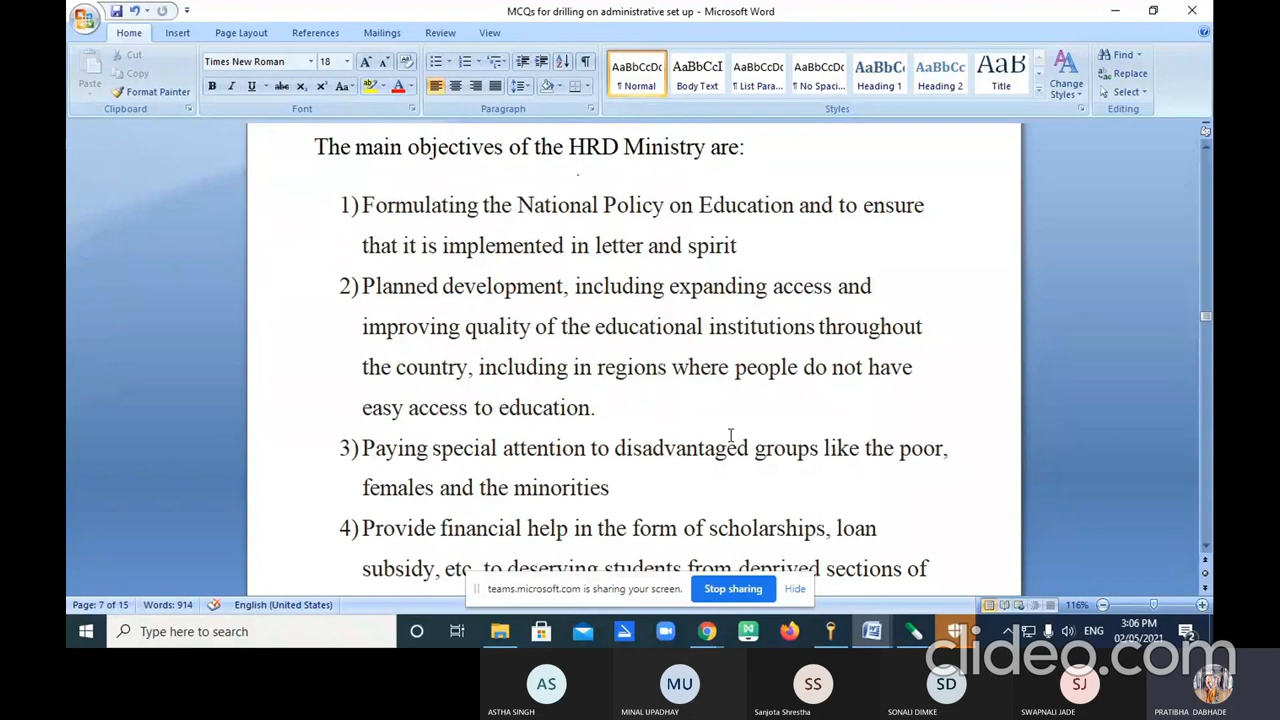 MCQs for drilling on administrative set up - Microsoft Word
Home Insert Page Layout References Mailings Review View
Paste
Cut
Copy
Format Painter
Clipboard
Times New Roman 18
B I U abc x₂ x² Aa A
Font
Paragraph
AaBbCcDc AaBbCcI AaBbCcDc AaBbCcDc AaBbC AaBbCc AaB
¶ Normal Body Text ¶ List Para... ¶ No Spaci... Heading 1 Heading 2 Title
Change Styles
Styles
Find
Replace
Select
Editing
The main objectives of the HRD Ministry are:
1) Formulating the National Policy on Education and to ensure
that it is implemented in letter and spirit
2) Planned development, including expanding access and
improving quality of the educational institutions throughout
the country, including in regions where people do not have
easy access to education.
3) Paying special attention to disadvantaged groups like the poor,
females and the minorities
4) Provide financial help in the form of scholarships, loan
subsidy, etc. to deserving students from deprived sections of
teams.microsoft.com is sharing your screen. Stop sharing Hide
Page: 7 of 15 Words: 914 English (United States) 116%
Type here to search
ENG
3:06 PM
02/05/2021
2
clideo.com
AS MU SS SD SJ
ASTHA SINGH MINAL UPADHAY Sanjota Shrestha SONALI DIMKE SWAPNALI JADE PRATIBHA DABHADE